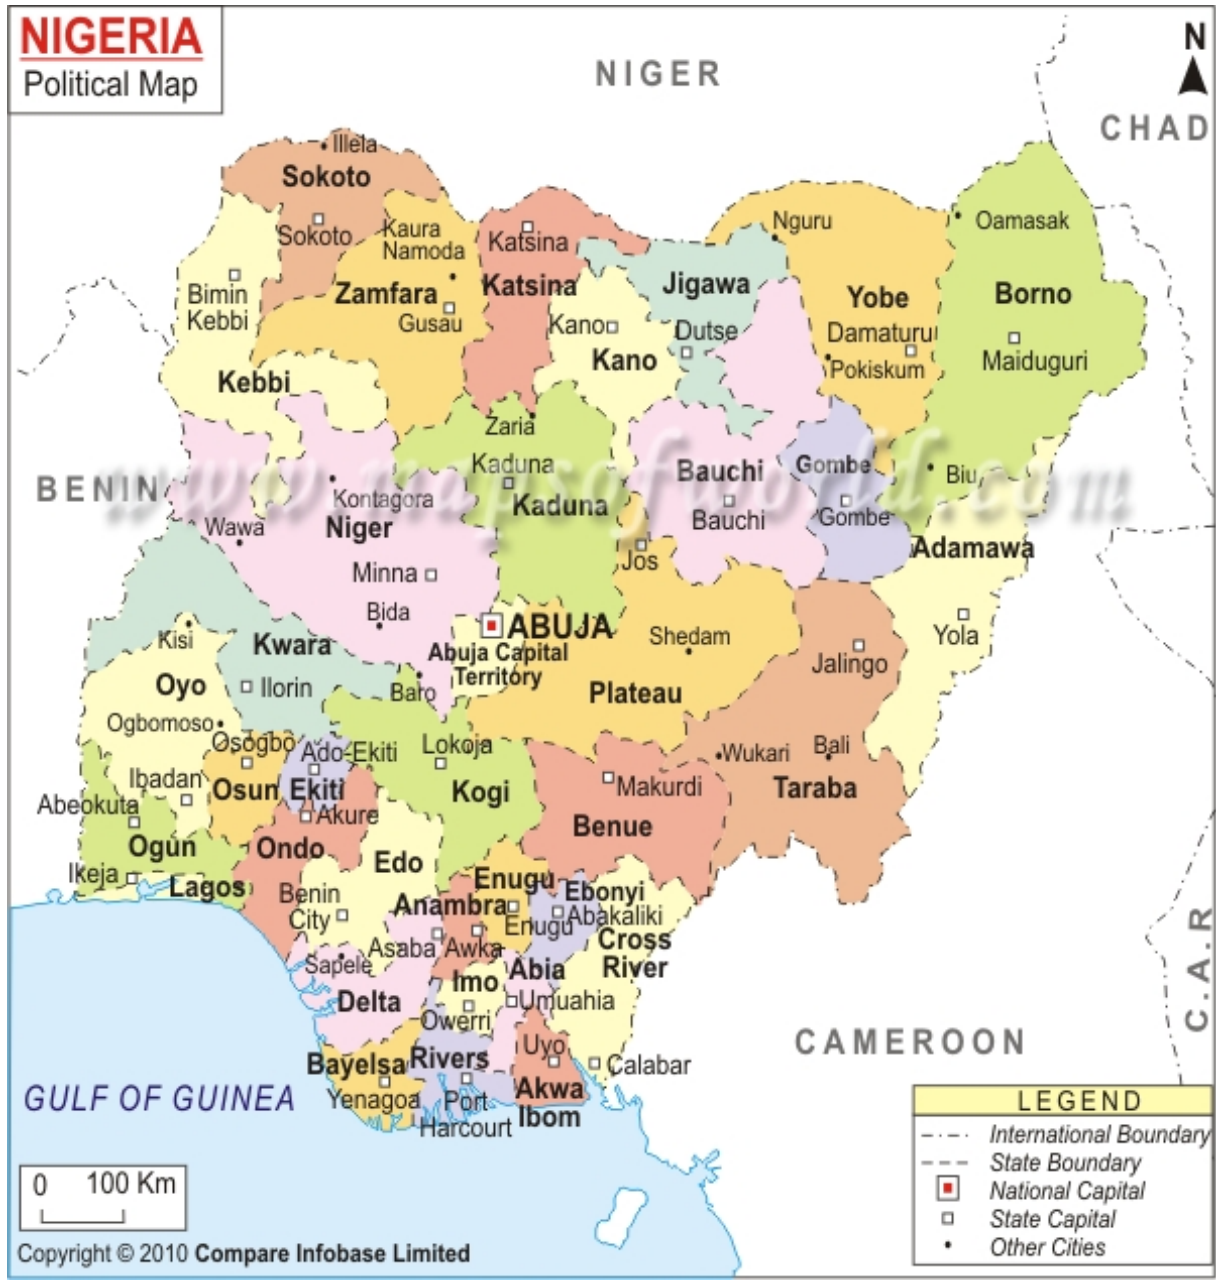 NIGERIA
Political Map
N
NIGER
CHAD
Illela
Sokoto
Sokoto
Kaura
Namoda
Katsina
Nguru
Oamasak
Bimin
Kebbi
Zamfara
Gusau
Katsina
Jigawa
Yobe
Borno
Kano
Dutse
Damaturu
Kano
Pokiskum
Maiduguri
Kebbi
Zaria
www.mapsofworld.com
BENIN
Kaduna
Kaduna
Bauchi
Bauchi
Gombe
Gombe
Biu
Kontagora
Niger
Wawa
Adamawa
Jos
Minna
Bida
ABUJA
Abuja Capital
Territory
Shedam
Yola
Kisi
Kwara
Jalingo
Oyo
Ilorin
Baro
Plateau
Ogbomoso
Osogbo
Ado-Ekiti
Lokoja
Wukari
Bali
Ibadan
Osun
Ekiti
Kogi
Makurdi
Taraba
Abeokuta
Akure
Benue
Ogun
Ondo
Edo
Ikeja
Lagos
Enugu
Ebonyi
Benin
City
Anambra
Enugu
Abakaliki
Asaba
Awka
Cross
River
Sapele
Imo
Abia
Delta
Owerri
Umuahia
C.A.R
Bayelsa
Rivers
Uyo
CAMEROON
Calabar
Yenagoa
Port
Harcourt
Akwa
Ibom
GULF OF GUINEA
LEGEND
International Boundary
State Boundary
National Capital
State Capital
Other Cities
0 100 Km
Copyright © 2010 Compare Infobase Limited